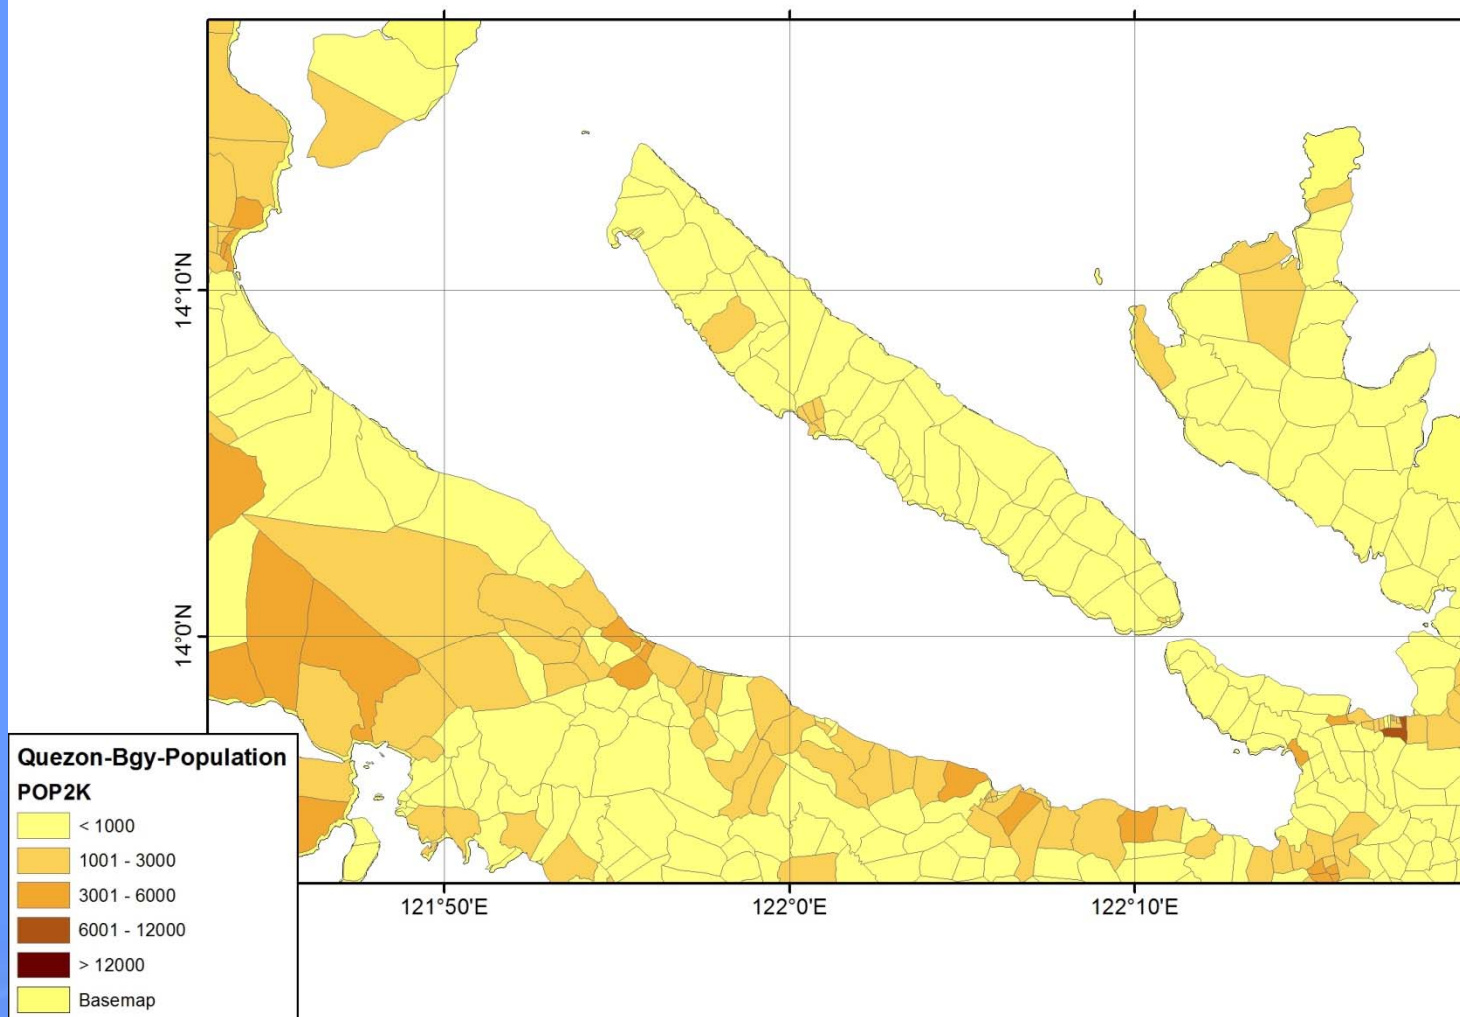 14°10'N
14°0'N
121°50'E
122°0'E
122°10'E
Quezon-Bgy-Population
POP2K
< 1000
1001 - 3000
3001 - 6000
6001 - 12000
> 12000
Basemap